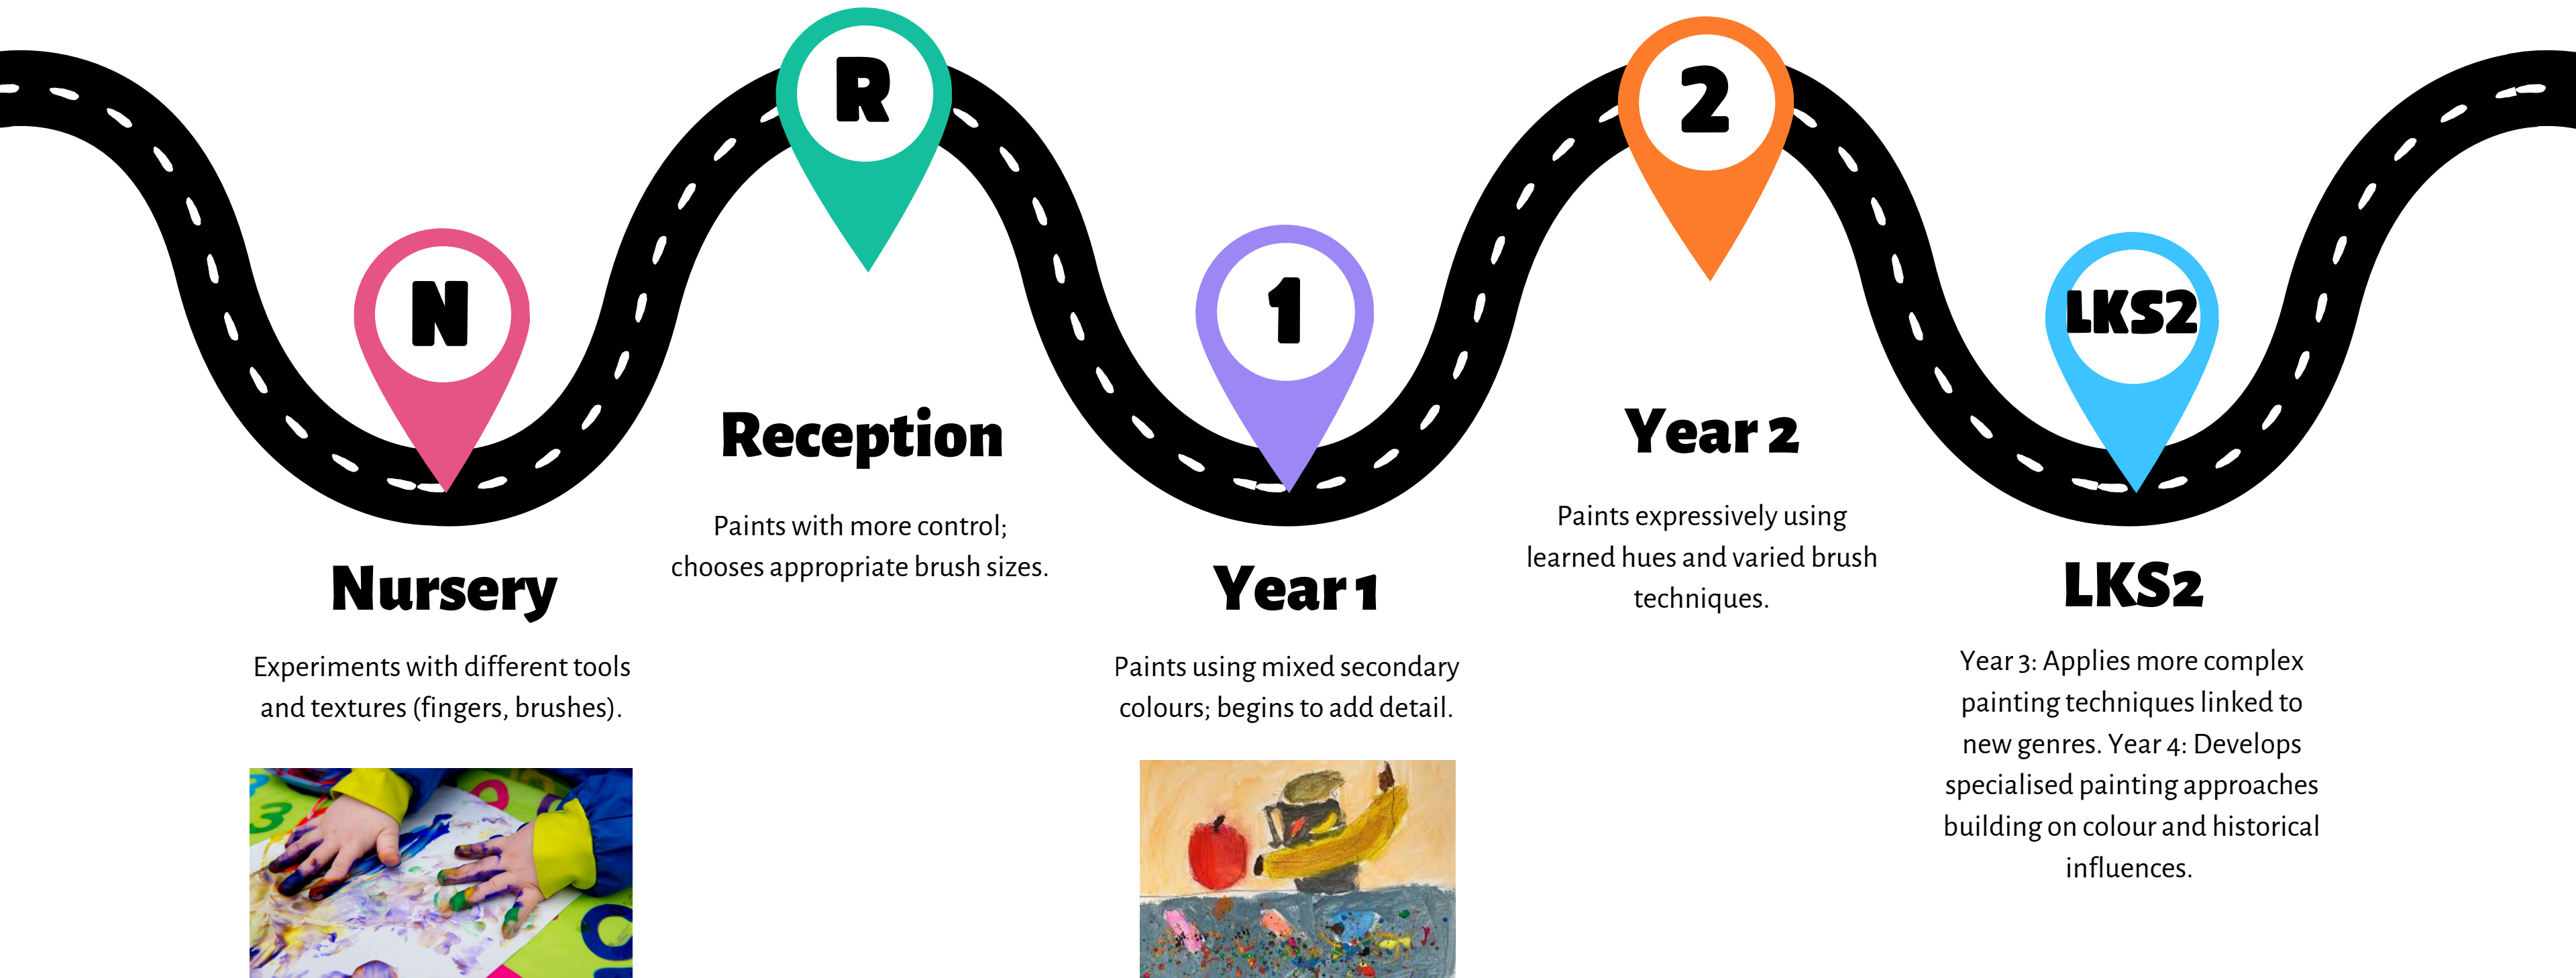 N
R
1
2
LKS2
Nursery
Experiments with different tools
and textures (fingers, brushes).
Reception
Paints with more control;
chooses appropriate brush sizes.
Year 1
Paints using mixed secondary
colours; begins to add detail.
Year 2
Paints expressively using
learned hues and varied brush
techniques.
LKS2
Year 3: Applies more complex
painting techniques linked to
new genres. Year 4: Develops
specialised painting approaches
building on colour and historical
influences.
3